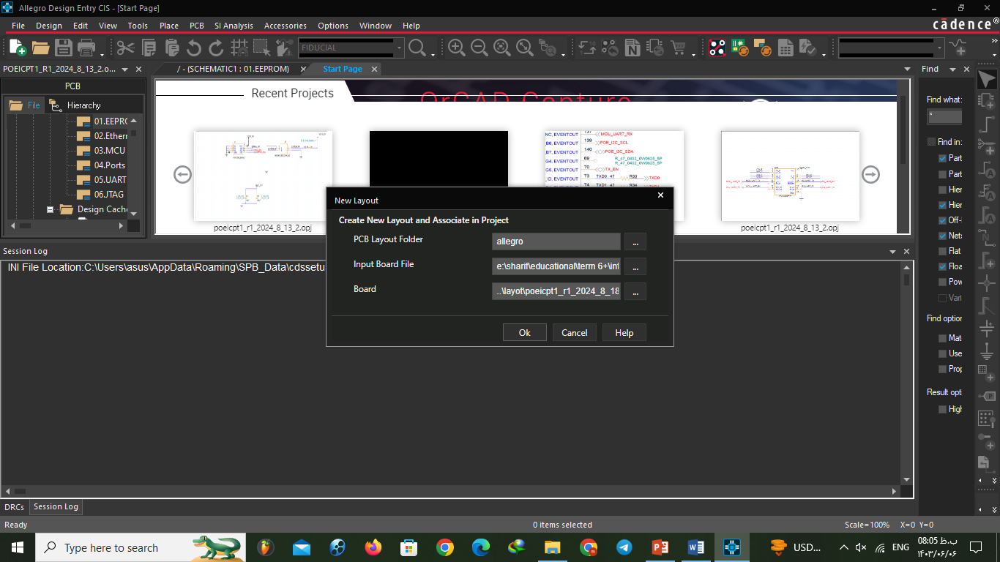 Allegro Design Entry CIS - [Start Page]
File Design Edit View Tools Place PCB SI Analysis Accessories Options Window Help
cādence®
FIDUCIAL
POEICPT1_R1_2024_8_13_2.o...
/ - (SCHEMATIC1 : 01.EEPROM)
Start Page
Find
PCB
File
Hierarchy
01.EEPRO
02.Ethern
03.MCU
04.Ports
05.UART
06.JTAG
Design Cache
Recent Projects
OrCAD Capture
NC, EVENTOUT 137 MCU_UART_RX
_B6, EVENTOUT 139 POE_I2C_SCL
_B7, EVENTOUT 140 POE_I2C_SDA
G4, EVENTOUT 69 R_47_0402_0W0625_5P
R_47_0402_0W0625_5P
G5, EVENTOUT 70 TX_EN
_D, EVENTOUT 73 TXD0_47 R33 TXD0
EVENTOUT 74 TXD1_47 R34 TXD1
poeicpt1_r1_2024_8_13_2.opj
poeicpt1_r1_2024_8_13_2.opj
New Layout
Create New Layout and Associate in Project
PCB Layout Folder
allegro
...
Input Board File
e:\sharif\educational\term 6+\int
...
Board
..\layot\poeicpt1_r1_2024_8_18
...
Ok
Cancel
Help
Find what:
Find in:
Part
Part
Hier
Hier
Off-
Nets
Flat
Floa
Pow
Vari
Find option
Mat
Use
Prop
Result opt
High
Session Log
INI File Location:C:\Users\asus\AppData\Roaming\SPB_Data\cdssetu
DRCs
Session Log
Ready
0 items selected
Scale=100%
X=0 Y=0
Type here to search
USD...
ENG
08:05 ب.ظ
۱۴۰۳/۰۶/۰۶